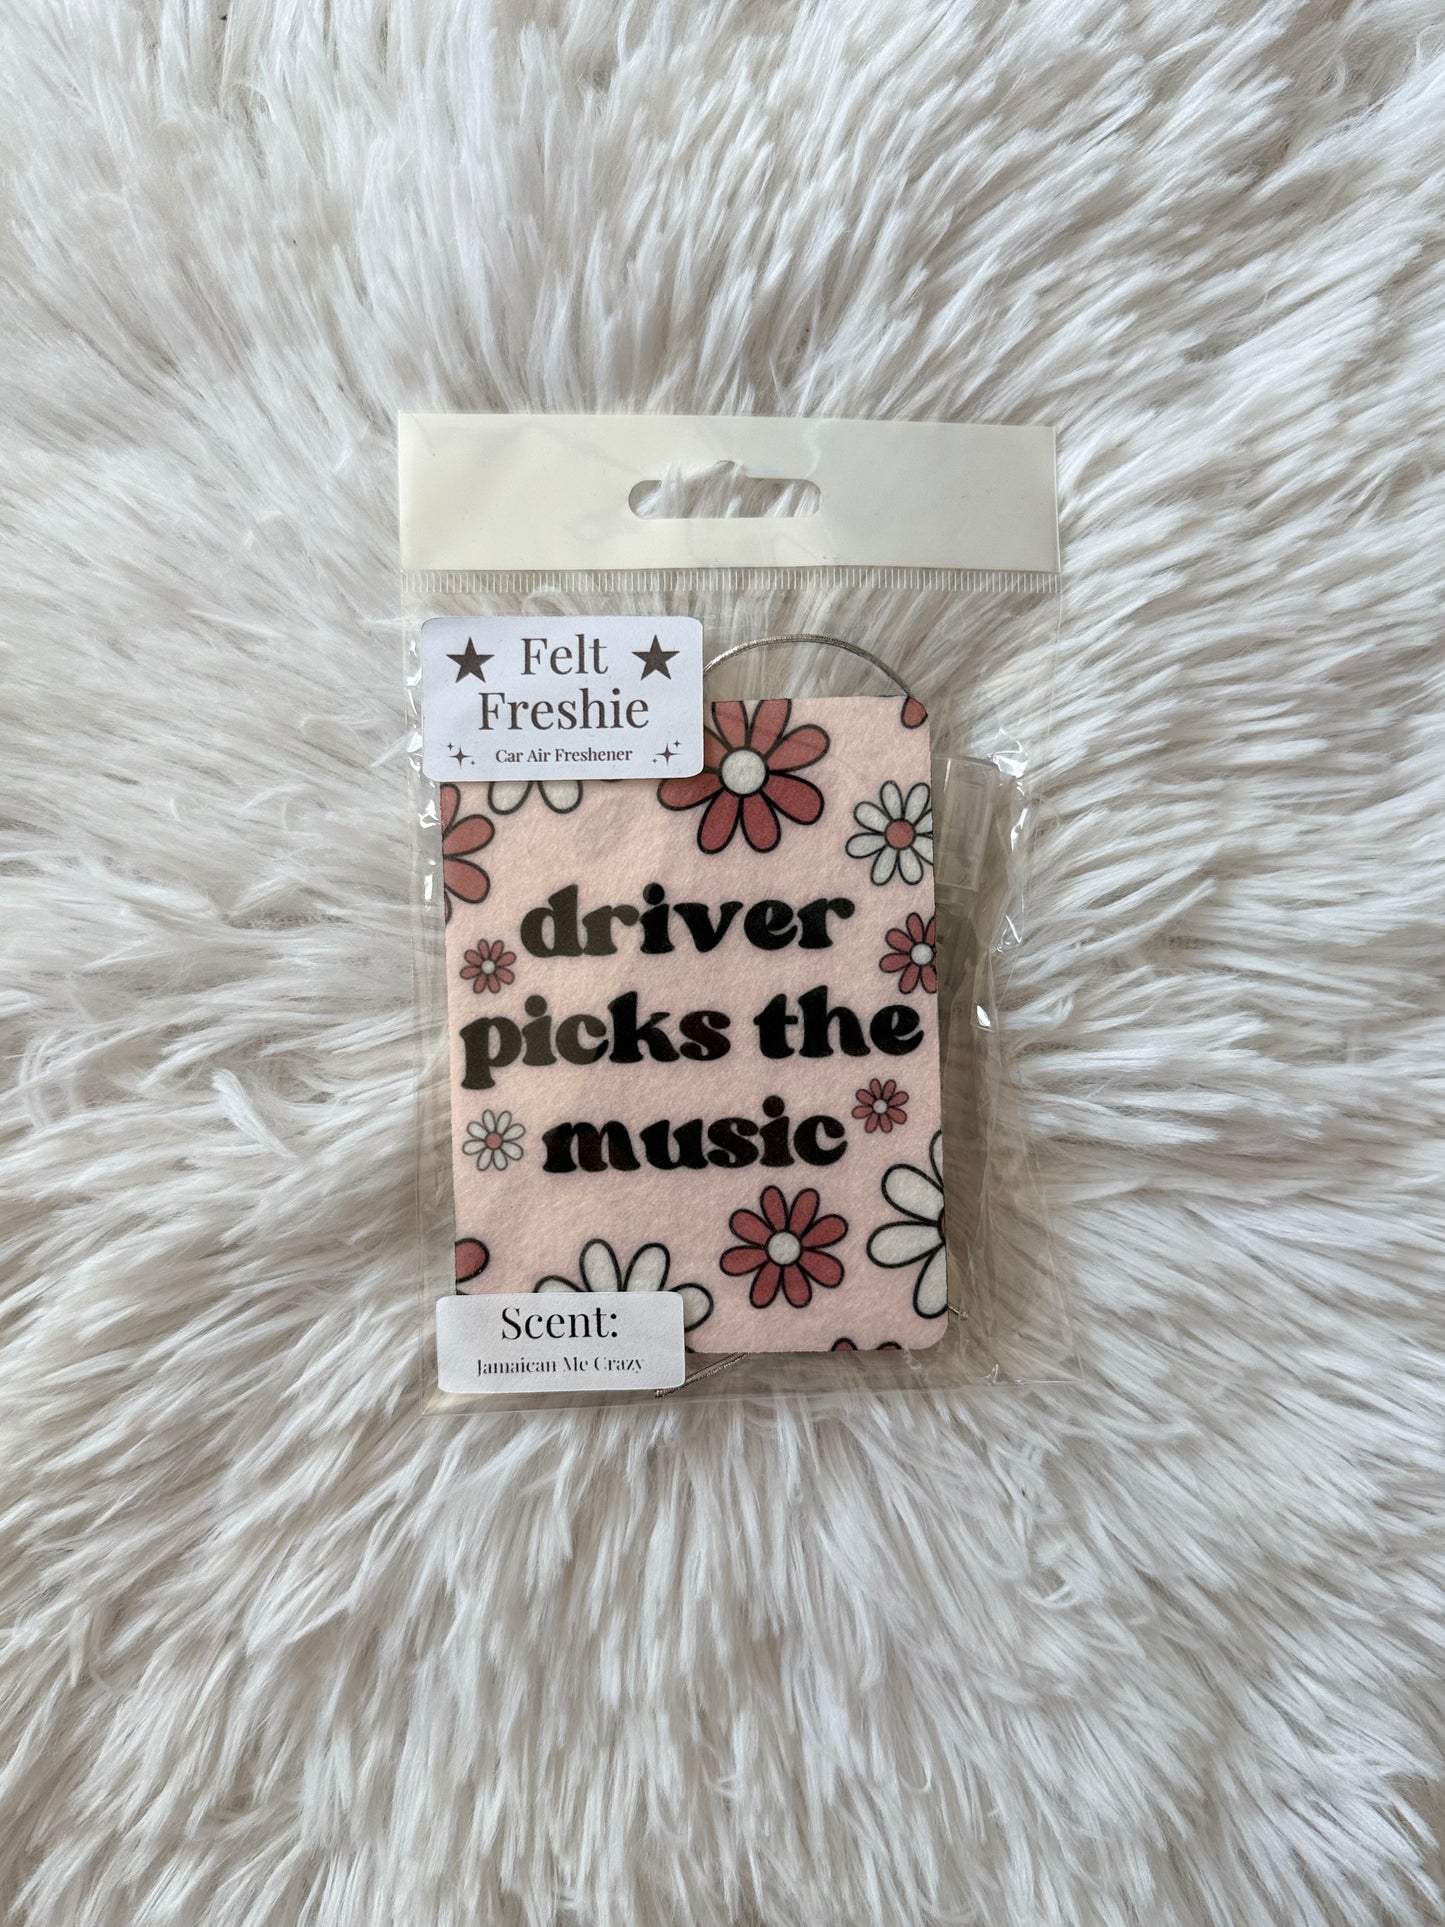 Felt
Freshie
Car Air Freshener
driver
picks the
music
Scent:
Jamaican Me Crazy